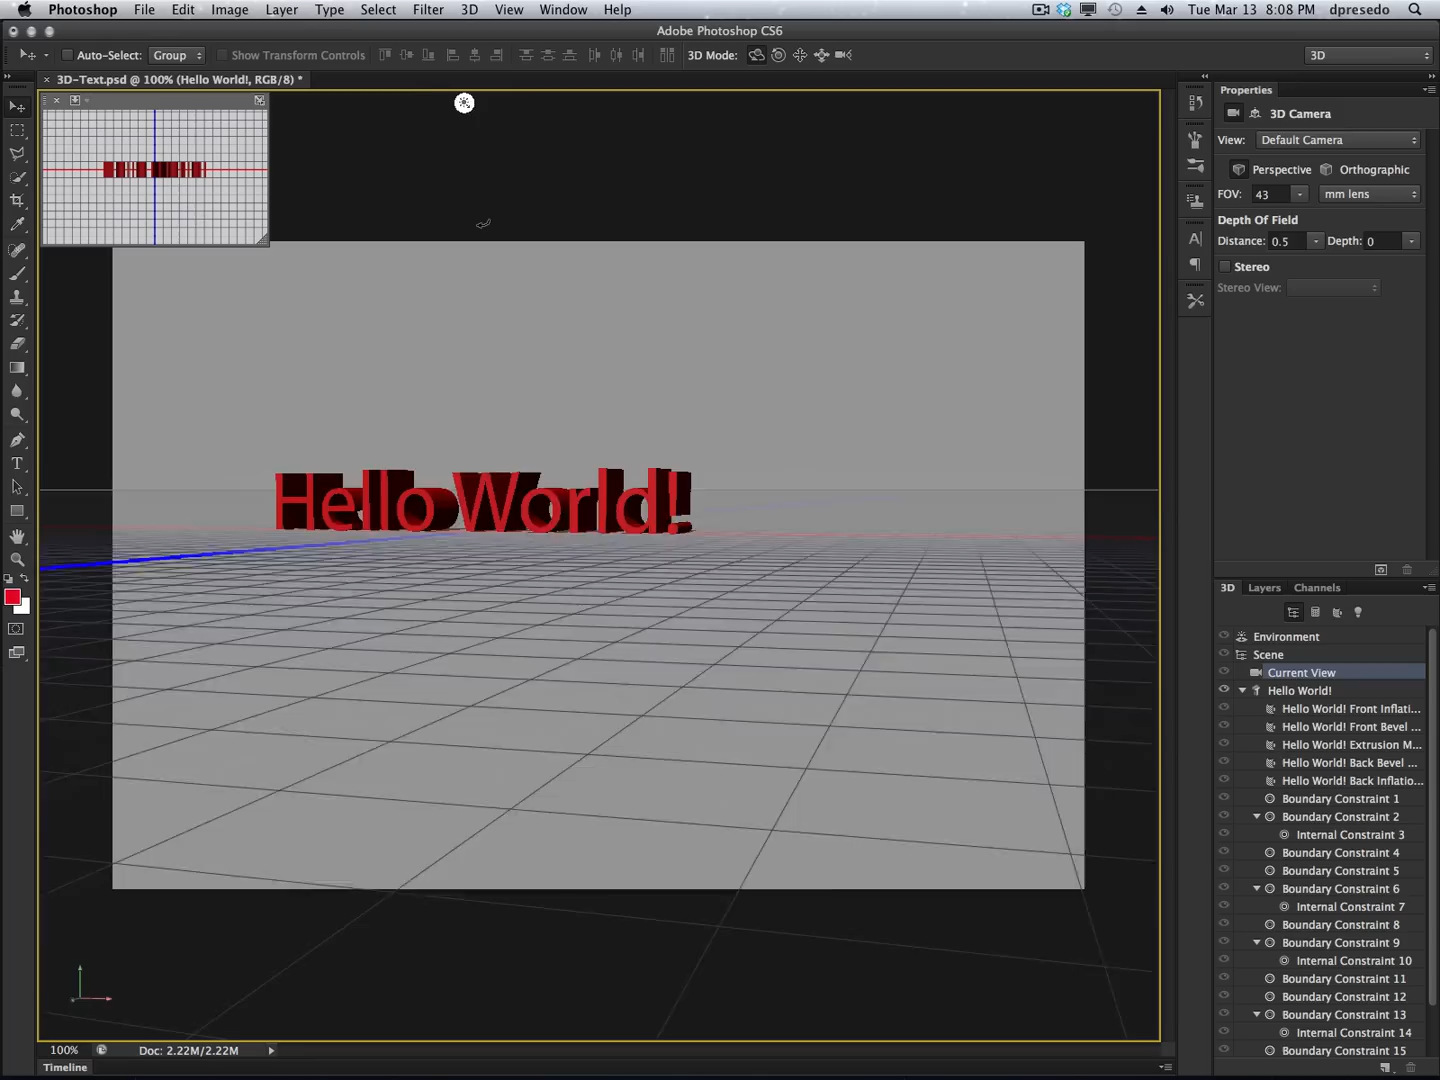 Photoshop File Edit Image Layer Type Select Filter 3D View Window Help Tue Mar 13 8:08 PM dpresedo
Adobe Photoshop CS6
Auto-Select: Group Show Transform Controls 3D Mode: 3D
3D-Text.psd @ 100% (Hello World!, RGB/8) *
Properties
3D Camera
View: Default Camera
Perspective Orthographic
FOV: 43 mm lens
Depth Of Field
Distance: 0.5 Depth: 0
Stereo
Stereo View:
Hello World!
3D Layers Channels
Environment
Scene
Current View
Hello World!
Hello World! Front Inflati...
Hello World! Front Bevel ...
Hello World! Extrusion M...
Hello World! Back Bevel ...
Hello World! Back Inflatio...
Boundary Constraint 1
Boundary Constraint 2
Internal Constraint 3
Boundary Constraint 4
Boundary Constraint 5
Boundary Constraint 6
Internal Constraint 7
Boundary Constraint 8
Boundary Constraint 9
Internal Constraint 10
Boundary Constraint 11
Boundary Constraint 12
Boundary Constraint 13
Internal Constraint 14
Boundary Constraint 15
100% Doc: 2.22M/2.22M
Timeline